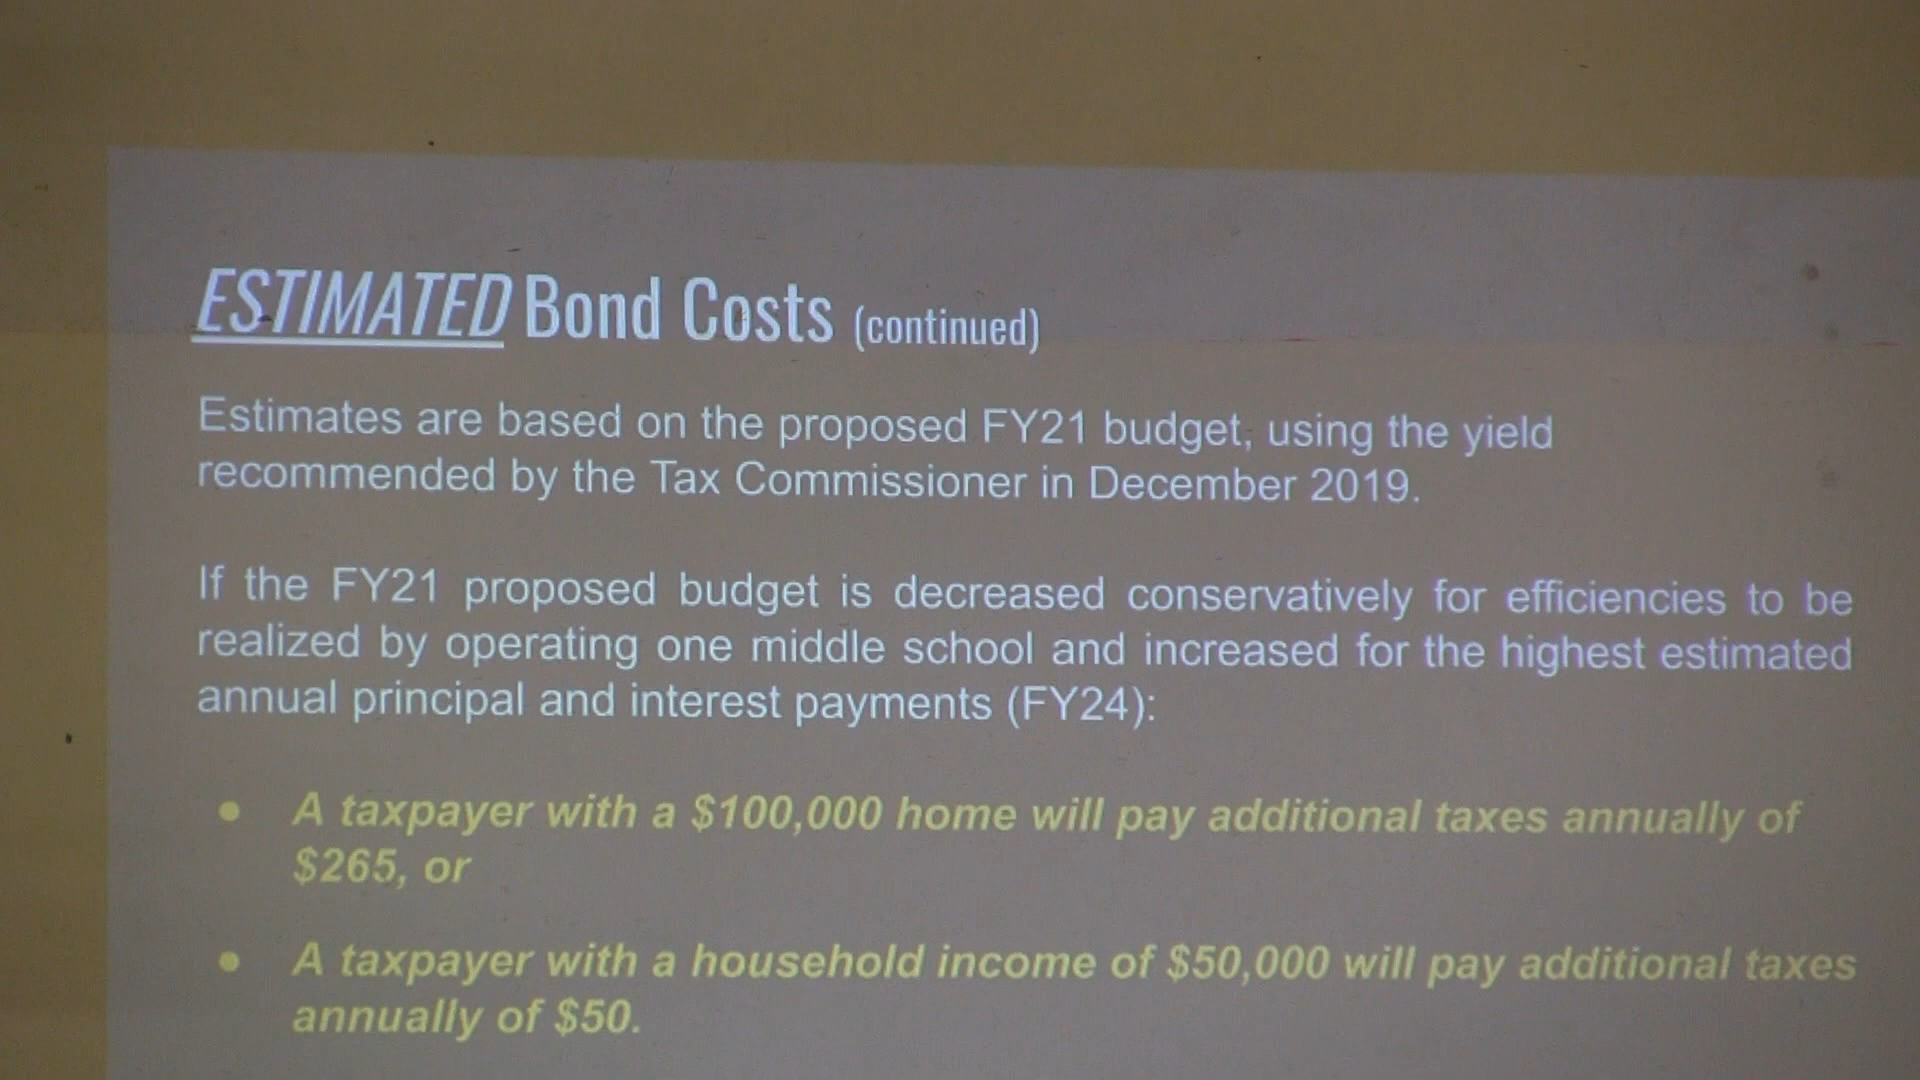 ESTIMATED Bond Costs (continued)
Estimates are based on the proposed FY21 budget, using the yield
recommended by the Tax Commissioner in December 2019.
If the FY21 proposed budget is decreased conservatively for efficiencies to be
realized by operating one middle school and increased for the highest estimated
annual principal and interest payments (FY24):
● A taxpayer with a $100,000 home will pay additional taxes annually of
$265, or
● A taxpayer with a household income of $50,000 will pay additional taxes
annually of $50.